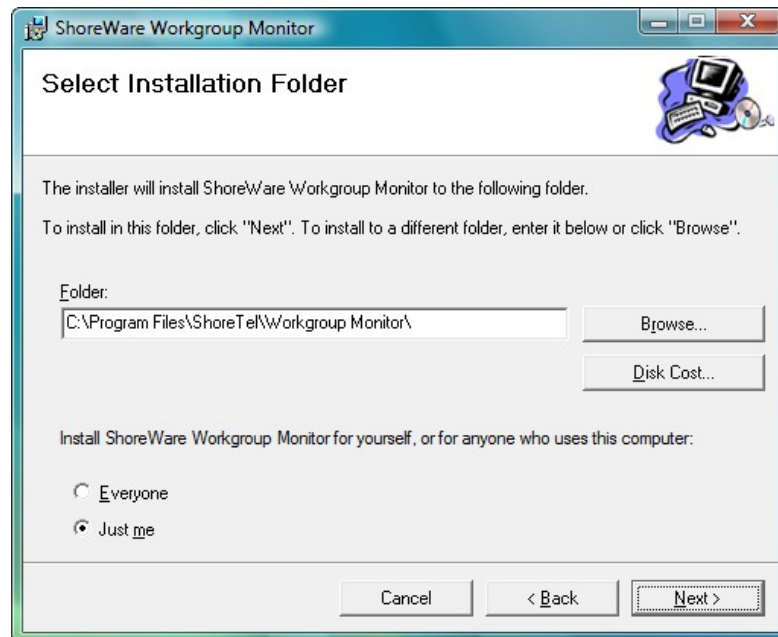 ShoreWare Workgroup Monitor
Select Installation Folder
The installer will install ShoreWare Workgroup Monitor to the following folder.
To install in this folder, click "Next". To install to a different folder, enter it below or click "Browse".
Folder:
C:\Program Files\ShoreTel\Workgroup Monitor\
Browse...
Disk Cost...
Install ShoreWare Workgroup Monitor for yourself, or for anyone who uses this computer:
Everyone
Just me
Cancel
< Back
Next >